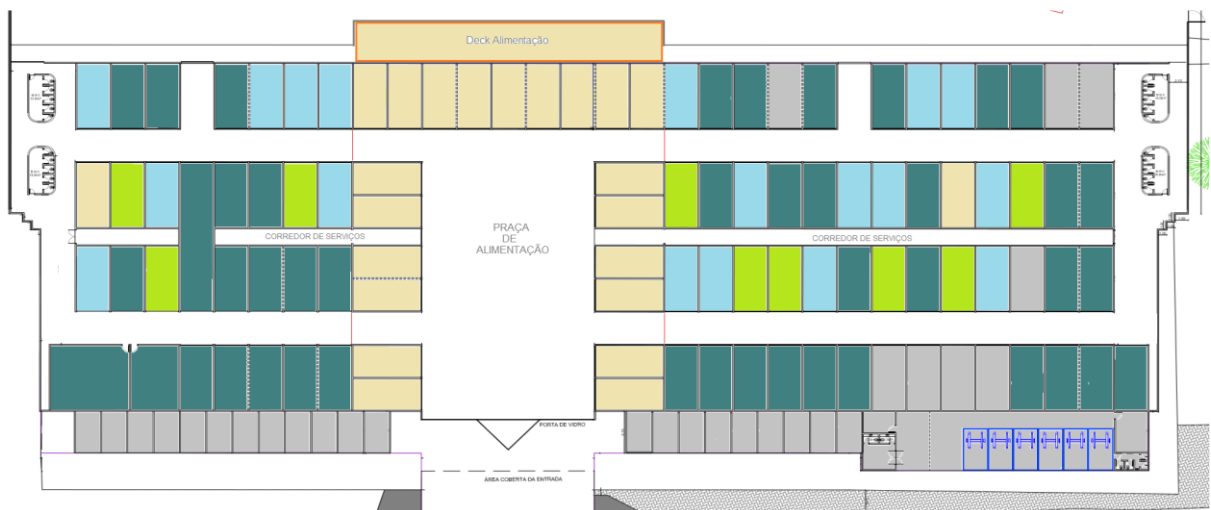 Deck Alimentação
PRAÇA
DE
ALIMENTAÇÃO
CORREDOR DE SERVIÇOS
CORREDOR DE SERVIÇOS
PORTA DE VIDRO
ÁREA COBERTA DA ENTRADA